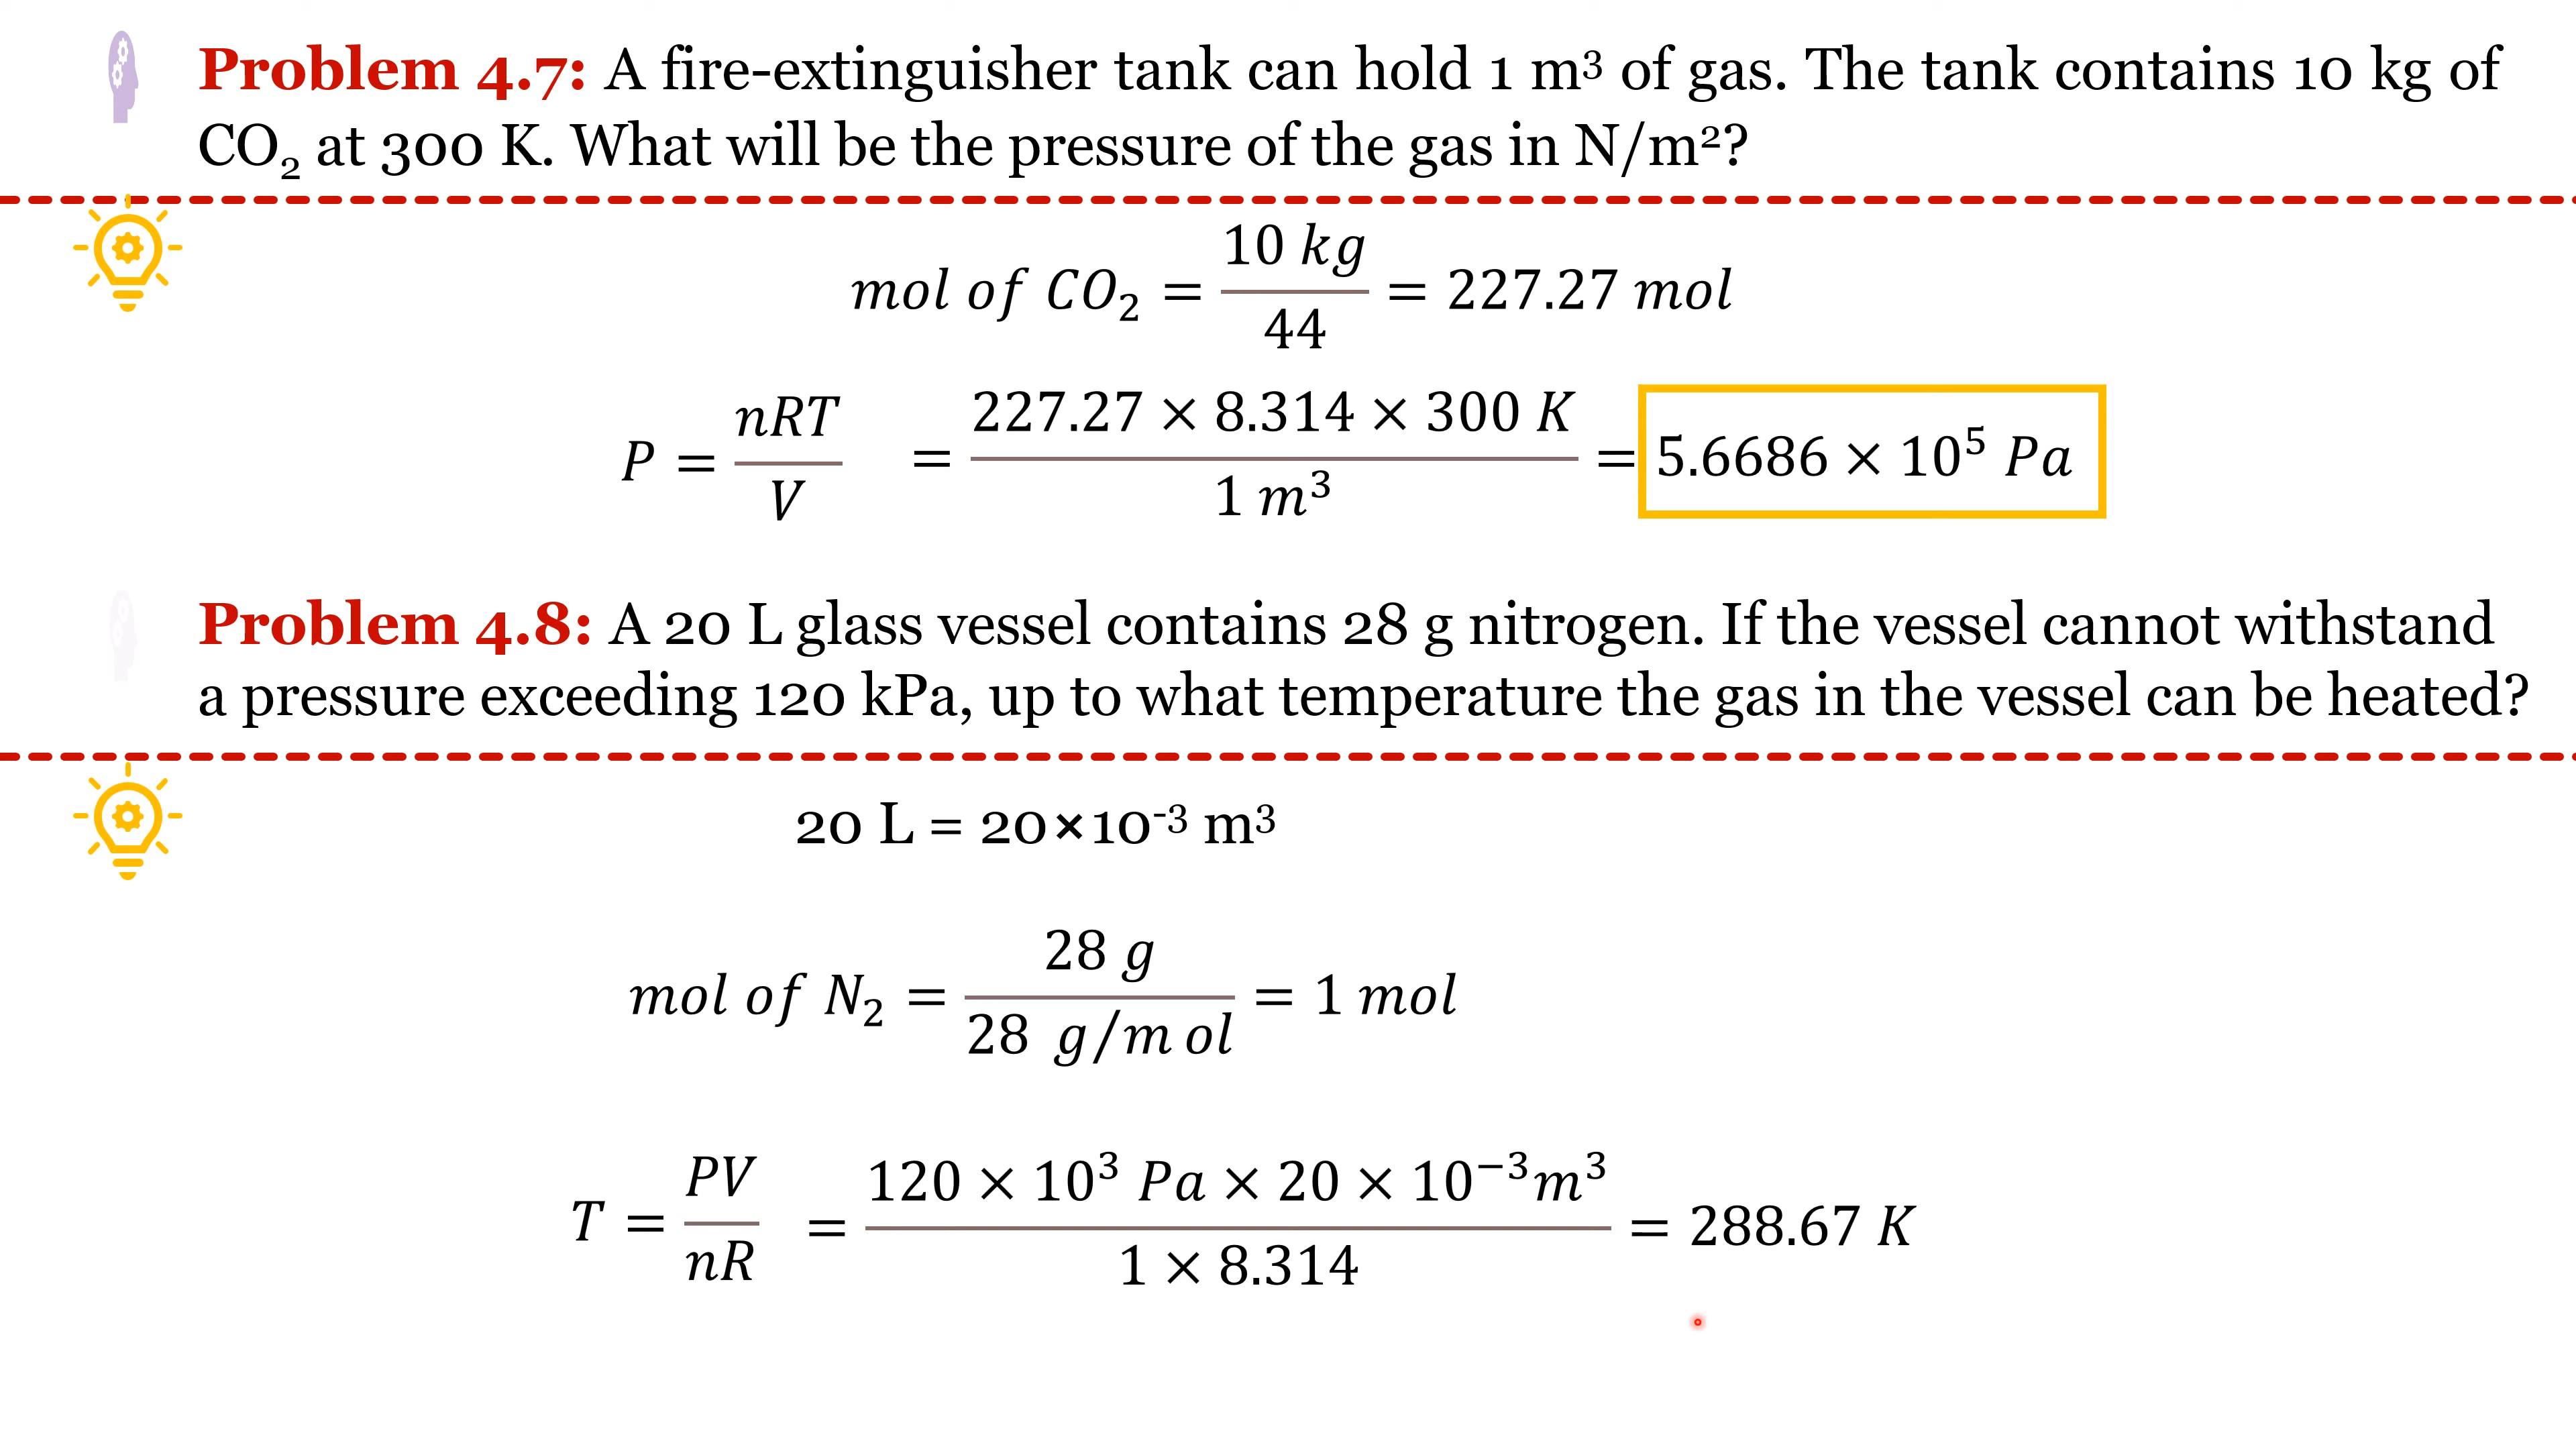 Problem 4.7: A fire-extinguisher tank can hold 1 m³ of gas. The tank contains 10 kg of
CO₂ at 300 K. What will be the pressure of the gas in N/m²?
mol of CO₂ = 10 kg / 44 = 227.27 mol
P = nRT / V = 227.27 × 8.314 × 300 K / 1 m³ = 5.6686 × 10⁵ Pa
Problem 4.8: A 20 L glass vessel contains 28 g nitrogen. If the vessel cannot withstand
a pressure exceeding 120 kPa, up to what temperature the gas in the vessel can be heated?
20 L = 20×10⁻³ m³
mol of N₂ = 28 g / 28 g/m ol = 1 mol
T = PV / nR = 120 × 10³ Pa × 20 × 10⁻³m³ / 1 × 8.314 = 288.67 K